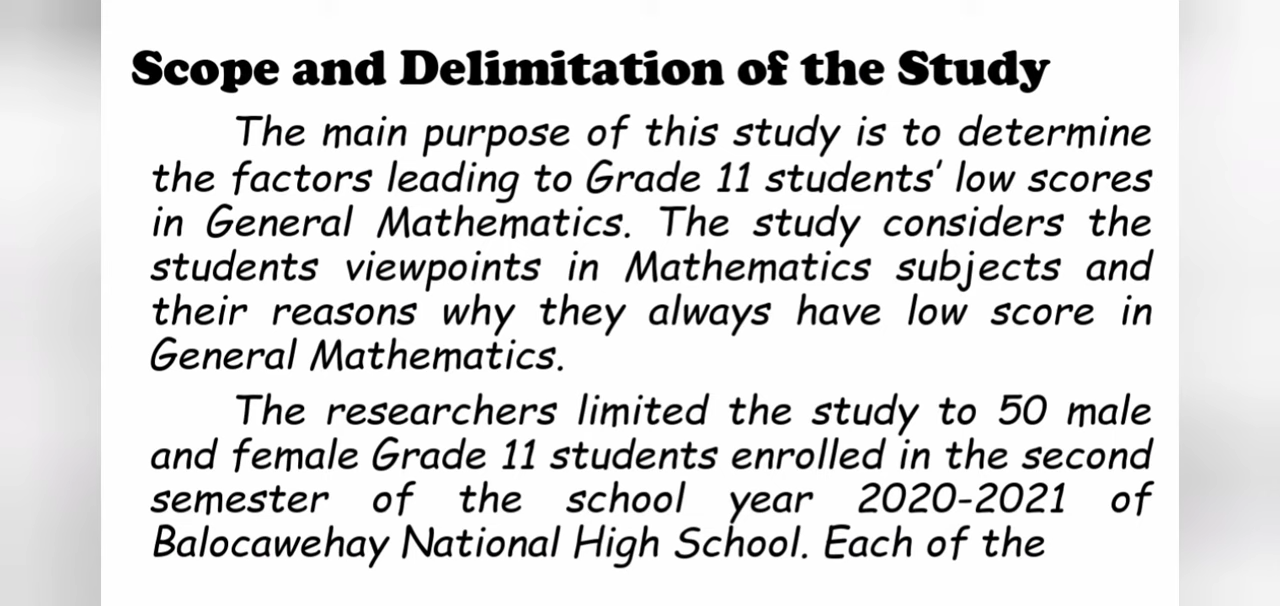 Scope and Delimitation of the Study
The main purpose of this study is to determine
the factors leading to Grade 11 students' low scores
in General Mathematics. The study considers the
students viewpoints in Mathematics subjects and
their reasons why they always have low score in
General Mathematics.
The researchers limited the study to 50 male
and female Grade 11 students enrolled in the second
semester of the school year 2020-2021 of
Balocawehay National High School. Each of the